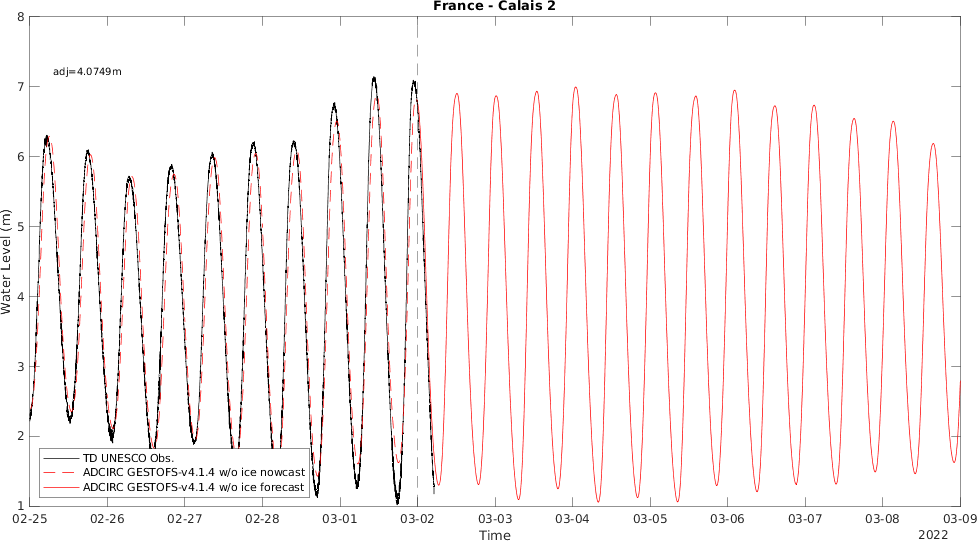 France - Calais 2
adj=4.0749m
8
7
6
5
4
3
2
1
Water Level (m)
TD UNESCO Obs.
ADCIRC GESTOFS-v4.1.4 w/o ice nowcast
ADCIRC GESTOFS-v4.1.4 w/o ice forecast
02-25 02-26 02-27 02-28 03-01 03-02 03-03 03-04 03-05 03-06 03-07 03-08 03-09
Time
2022